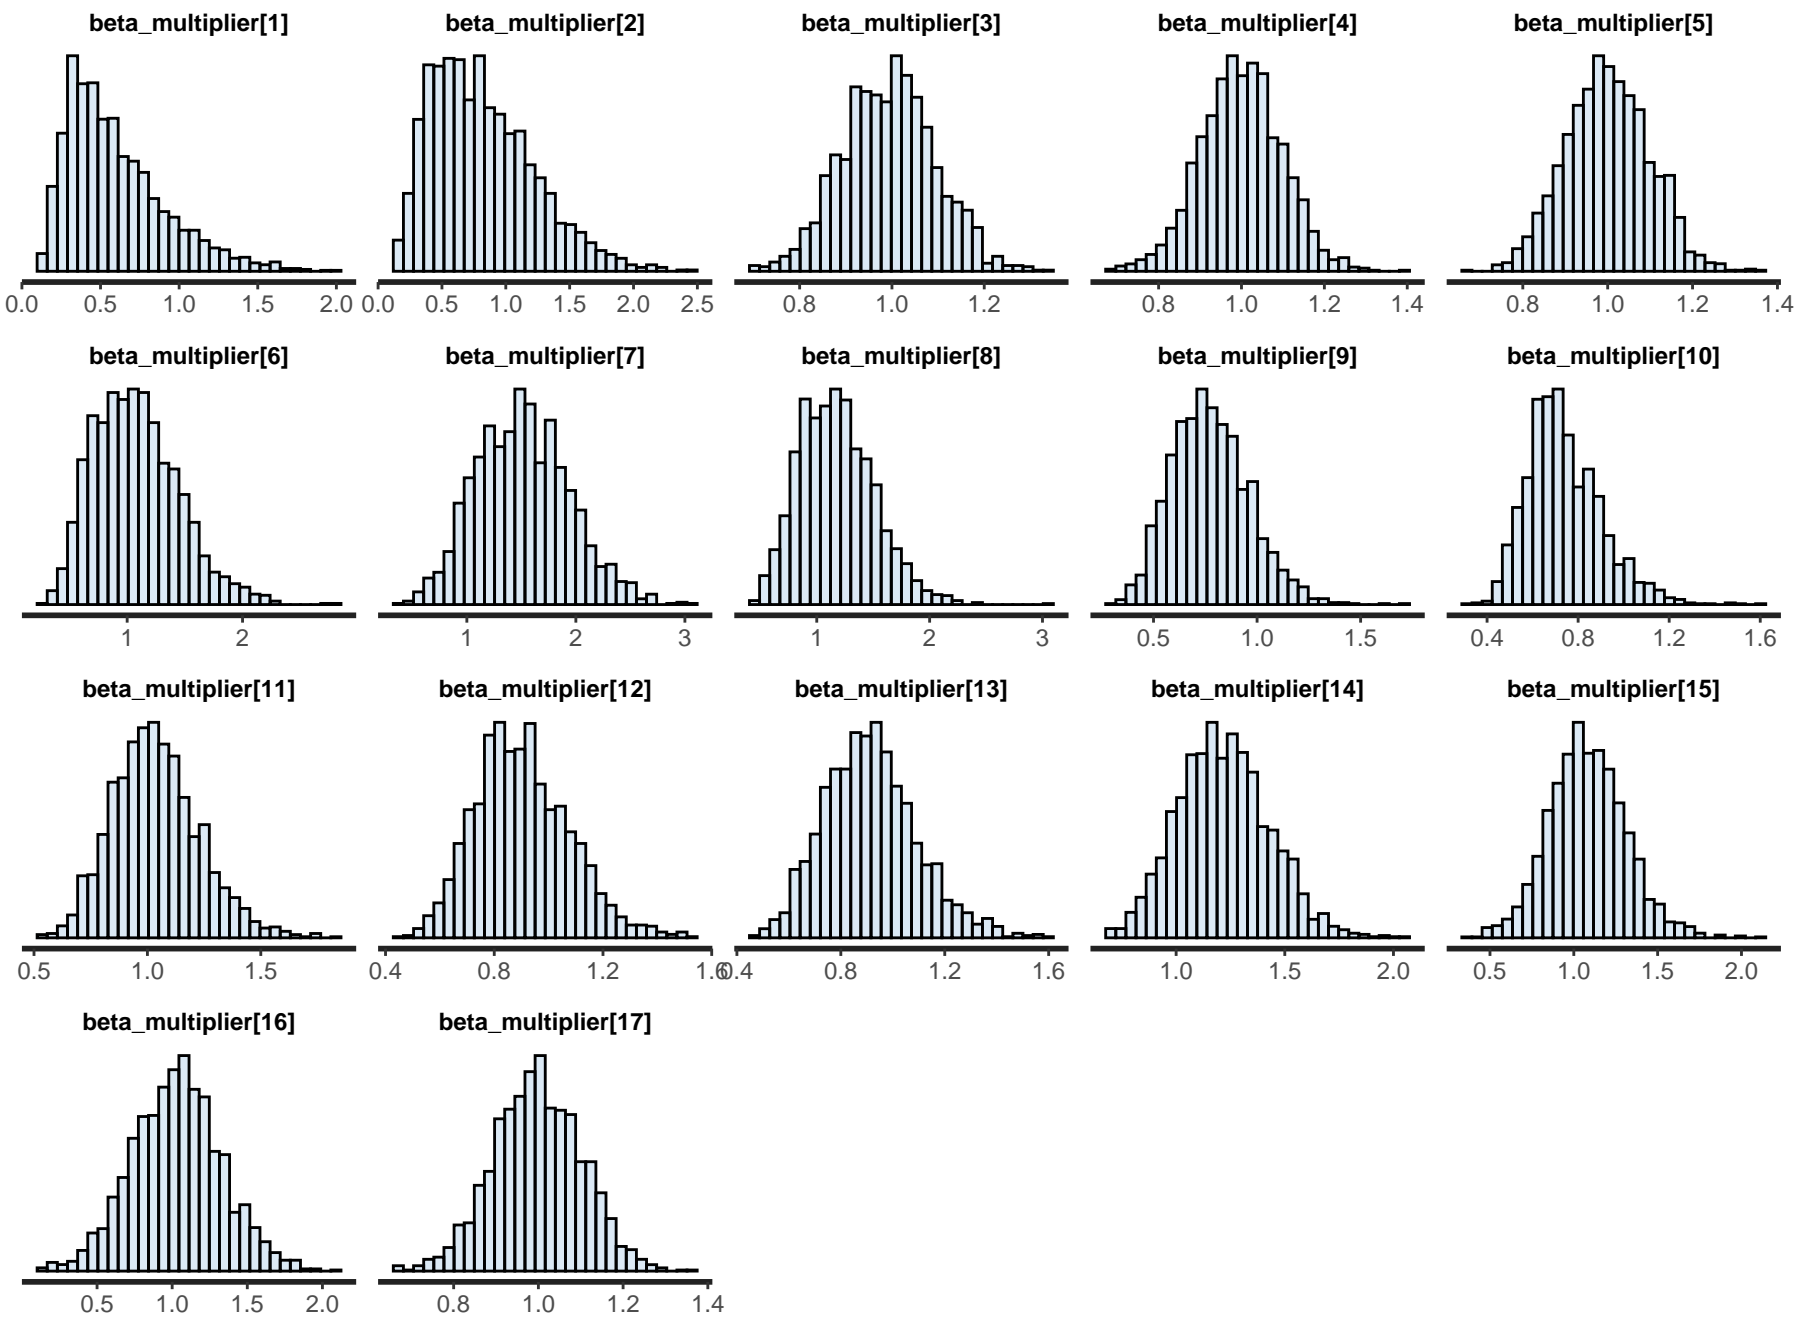 beta_multiplier[1] beta_multiplier[2] beta_multiplier[3] beta_multiplier[4] beta_multiplier[5]
0.0 0.5 1.0 1.5 2.0 0.0 0.5 1.0 1.5 2.0 2.5 0.8 1.0 1.2 0.8 1.0 1.2 1.4 0.8 1.0 1.2 1.4
beta_multiplier[6] beta_multiplier[7] beta_multiplier[8] beta_multiplier[9] beta_multiplier[10]
1 2 1 2 3 1 2 3 0.5 1.0 1.5 0.4 0.8 1.2 1.6
beta_multiplier[11] beta_multiplier[12] beta_multiplier[13] beta_multiplier[14] beta_multiplier[15]
0.5 1.0 1.5 0.4 0.8 1.2 1.6 0.4 0.8 1.2 1.6 1.0 1.5 2.0 0.5 1.0 1.5 2.0
beta_multiplier[16] beta_multiplier[17]
0.5 1.0 1.5 2.0 0.8 1.0 1.2 1.4